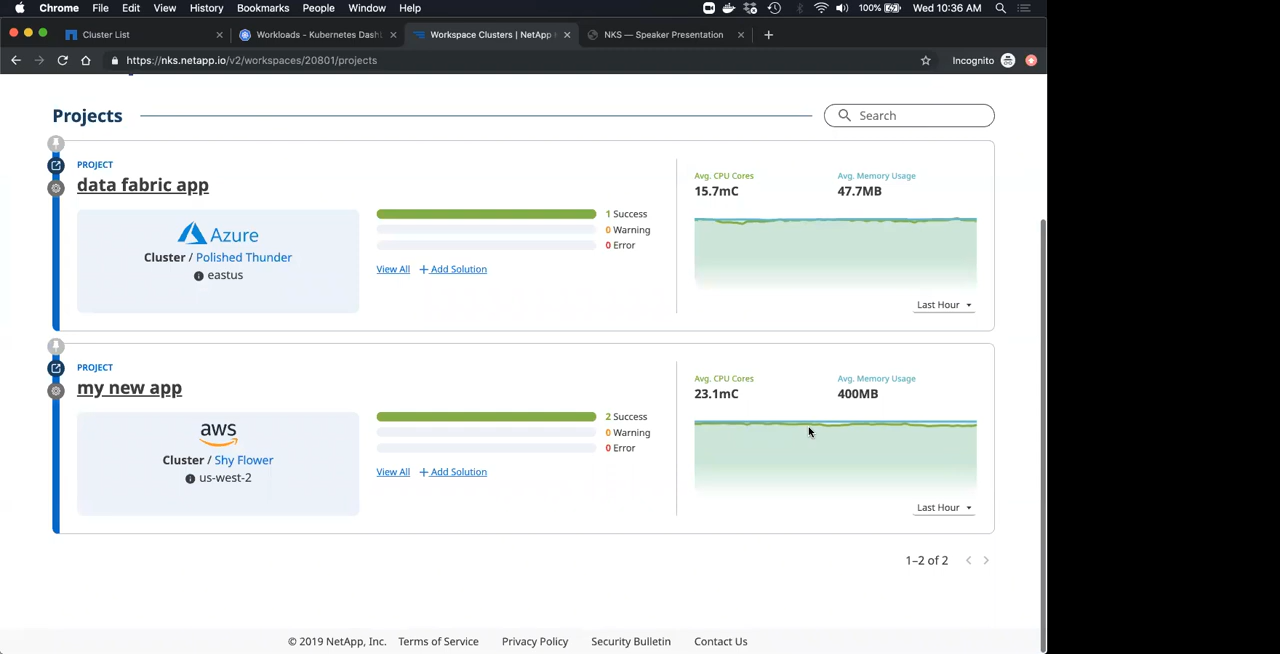 Chrome File Edit View History Bookmarks People Window Help 100% Wed 10:36 AM
Cluster List Workloads - Kubernetes Dash Workspace Clusters | NetApp NKS — Speaker Presentation
https://nks.netapp.io/v2/workspaces/20801/projects Incognito
Projects
Search
PROJECT
data fabric app
Azure
Cluster / Polished Thunder
eastus
1 Success
0 Warning
0 Error
View All + Add Solution
Avg. CPU Cores Avg. Memory Usage
15.7mC 47.7MB
Last Hour
PROJECT
my new app
aws
Cluster / Shy Flower
us-west-2
2 Success
0 Warning
0 Error
View All + Add Solution
Avg. CPU Cores Avg. Memory Usage
23.1mC 400MB
Last Hour
1–2 of 2
© 2019 NetApp, Inc. Terms of Service Privacy Policy Security Bulletin Contact Us